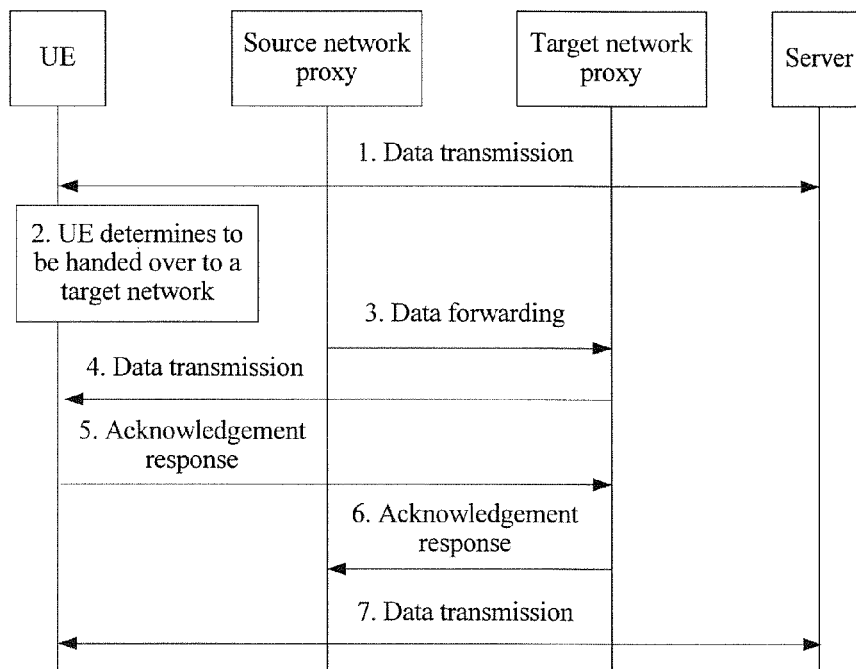 UE
Source network
proxy
Target network
proxy
Server
1. Data transmission
2. UE determines to
be handed over to a
target network
3. Data forwarding
4. Data transmission
5. Acknowledgement
response
6. Acknowledgement
response
7. Data transmission